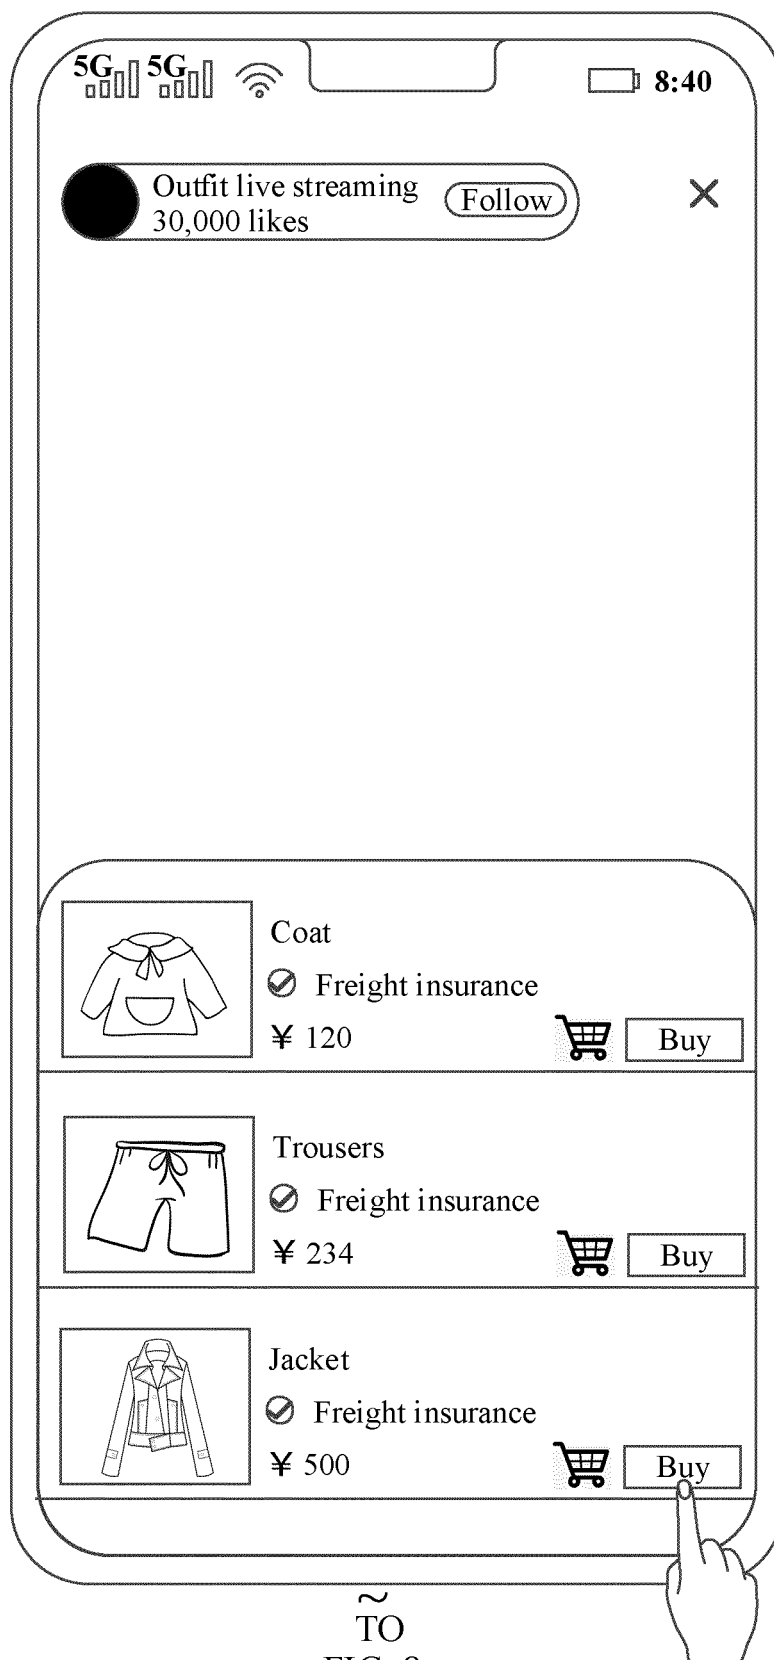 5G 5G 8:40
Outfit live streaming
30,000 likes
Follow
Coat
Freight insurance
¥ 120
Buy
Trousers
Freight insurance
¥ 234
Buy
Jacket
Freight insurance
¥ 500
Buy
TO